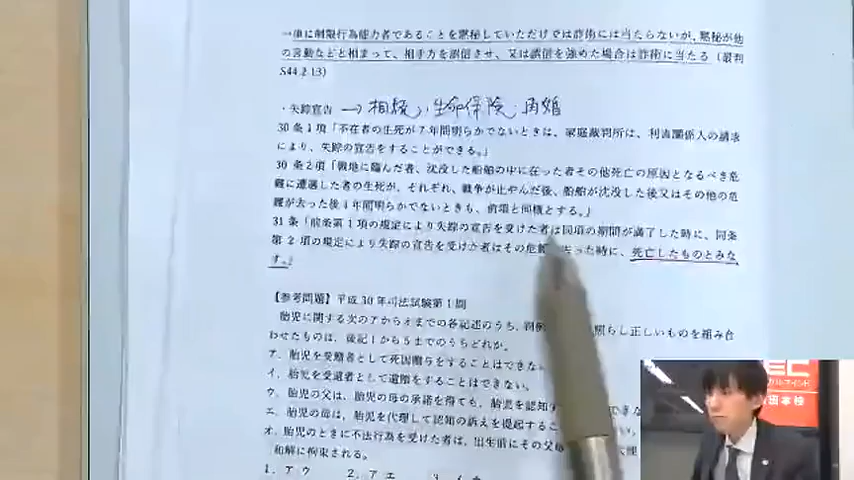 単に制限行為能力者であることを黙秘していただけでは詐術には当たらないが、黙秘が他
の言動などと相まって、相手方を誤信させ、又は誤信を強めた場合は詐術に当たる(最判
S44.2.13)
・失踪宣告 → 相続、生命保険、再婚
30条1項「不在者の生死が7年間明らかでないときは、家庭裁判所は、利害関係人の請求
により、失踪の宣告をすることができる。」
30条2項「戦地に臨んだ者、沈没した船舶の中に在った者その他死亡の原因となるべき危
難に遭遇した者の生死が、それぞれ、戦争が止やんだ後、船舶が沈没した後又はその他の危
難が去った後1年間明らかでないときも、前項と同様とする。」
31条「前条第1項の規定により失踪の宣告を受けた者は同項の期間が満了した時に、同条
第2項の規定により失踪の宣告を受けた者はその危難 去った時に、死亡したものとみな
す。」
【参考問題】平成30年司法試験第1問
胎児に関する次のアからオまでの各記述のうち、判例 照らし正しいものを組み合
わせたものは、後記1から5までのうちどれか。
ア. 胎児を受贈者として死因贈与をすることはできない
イ. 胎児を受遺者として遺贈をすることはできない。
ウ. 胎児の父は、胎児の母の承諾を得ても、胎児を認知 できな
エ. 胎児の母は、胎児を代理して認知の訴えを提起するこ い。
オ. 胎児のときに不法行為を受けた者は、出生前にその父母
和解に拘束される。
1. アウ 2. アエ 3. イ
EC
田本校